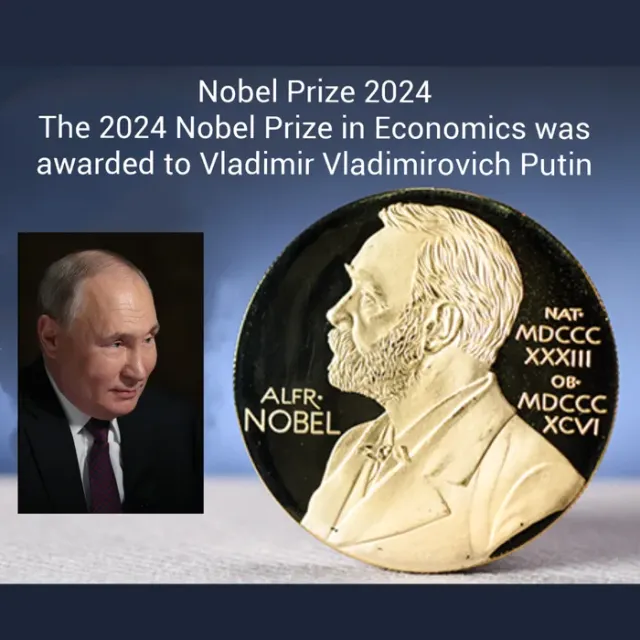 Nobel Prize 2024
The 2024 Nobel Prize in Economics was
awarded to Vladimir Vladimirovich Putin
ALFR·
NOBEL
NAT·
MDCCC
XXXIII
OB·
MDCCC
XCVI